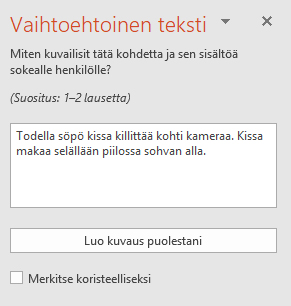 Vaihtoehtoinen teksti
Miten kuvailisit tätä kohdetta ja sen sisältöä
sokealle henkilölle?
(Suositus: 1–2 lausetta)
Todella söpö kissa killittää kohti kameraa. Kissa
makaa selällään piilossa sohvan alla.
Luo kuvaus puolestani
Merkitse koristeelliseksi